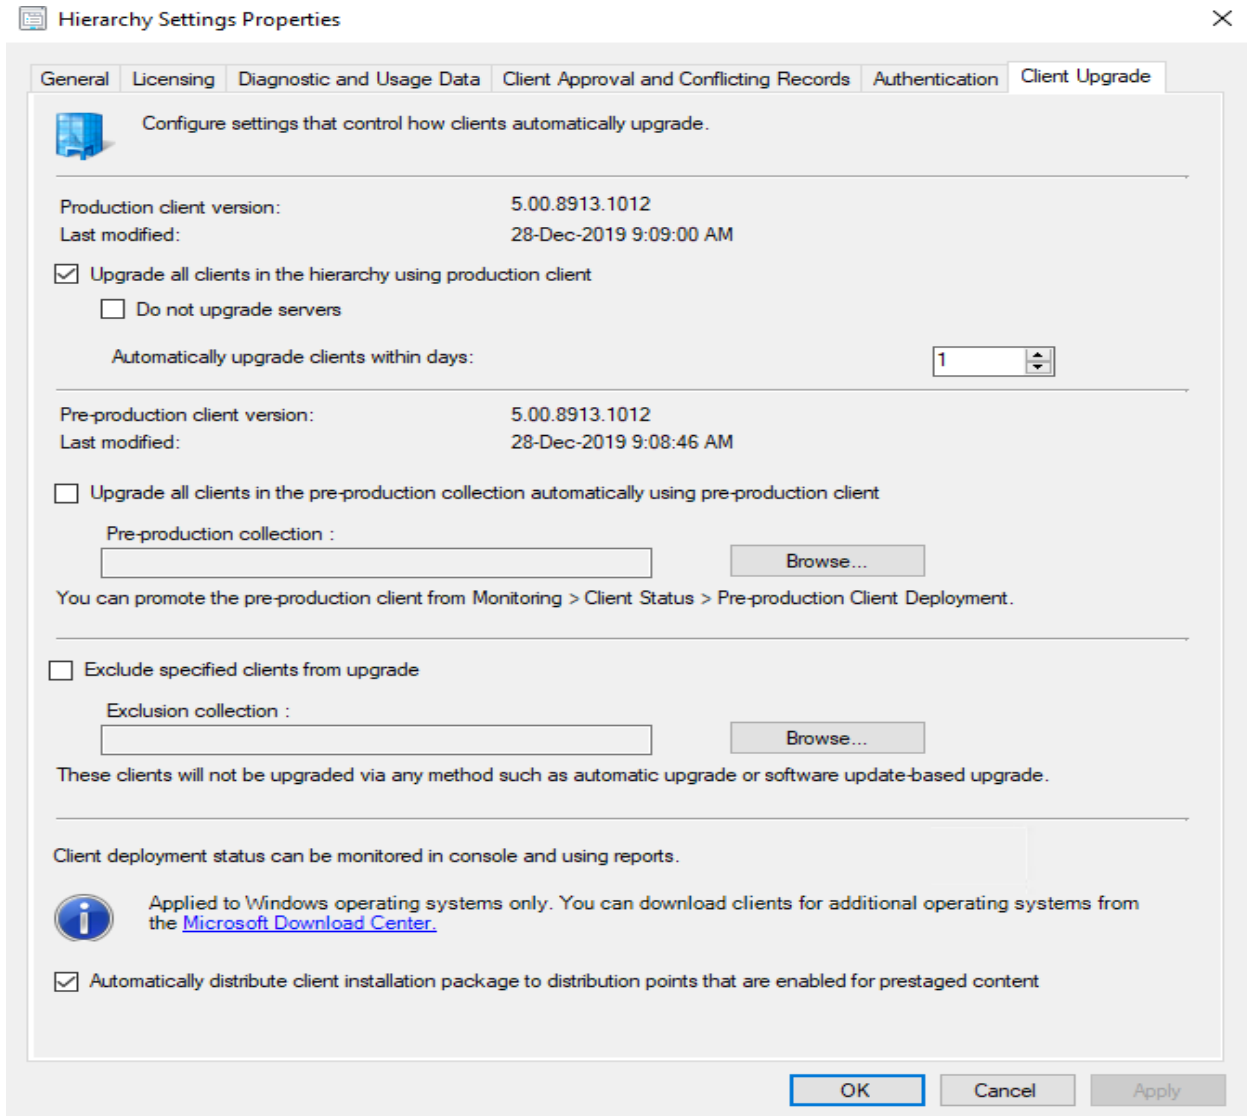 Hierarchy Settings Properties
General Licensing Diagnostic and Usage Data Client Approval and Conflicting Records Authentication Client Upgrade
Configure settings that control how clients automatically upgrade.
Production client version: 5.00.8913.1012
Last modified: 28-Dec-2019 9:09:00 AM
Upgrade all clients in the hierarchy using production client
Do not upgrade servers
Automatically upgrade clients within days: 1
Pre-production client version: 5.00.8913.1012
Last modified: 28-Dec-2019 9:08:46 AM
Upgrade all clients in the pre-production collection automatically using pre-production client
Pre-production collection :
Browse...
You can promote the pre-production client from Monitoring > Client Status > Pre-production Client Deployment.
Exclude specified clients from upgrade
Exclusion collection :
Browse...
These clients will not be upgraded via any method such as automatic upgrade or software update-based upgrade.
Client deployment status can be monitored in console and using reports.
Applied to Windows operating systems only. You can download clients for additional operating systems from
the Microsoft Download Center.
Automatically distribute client installation package to distribution points that are enabled for prestaged content
OK Cancel Apply